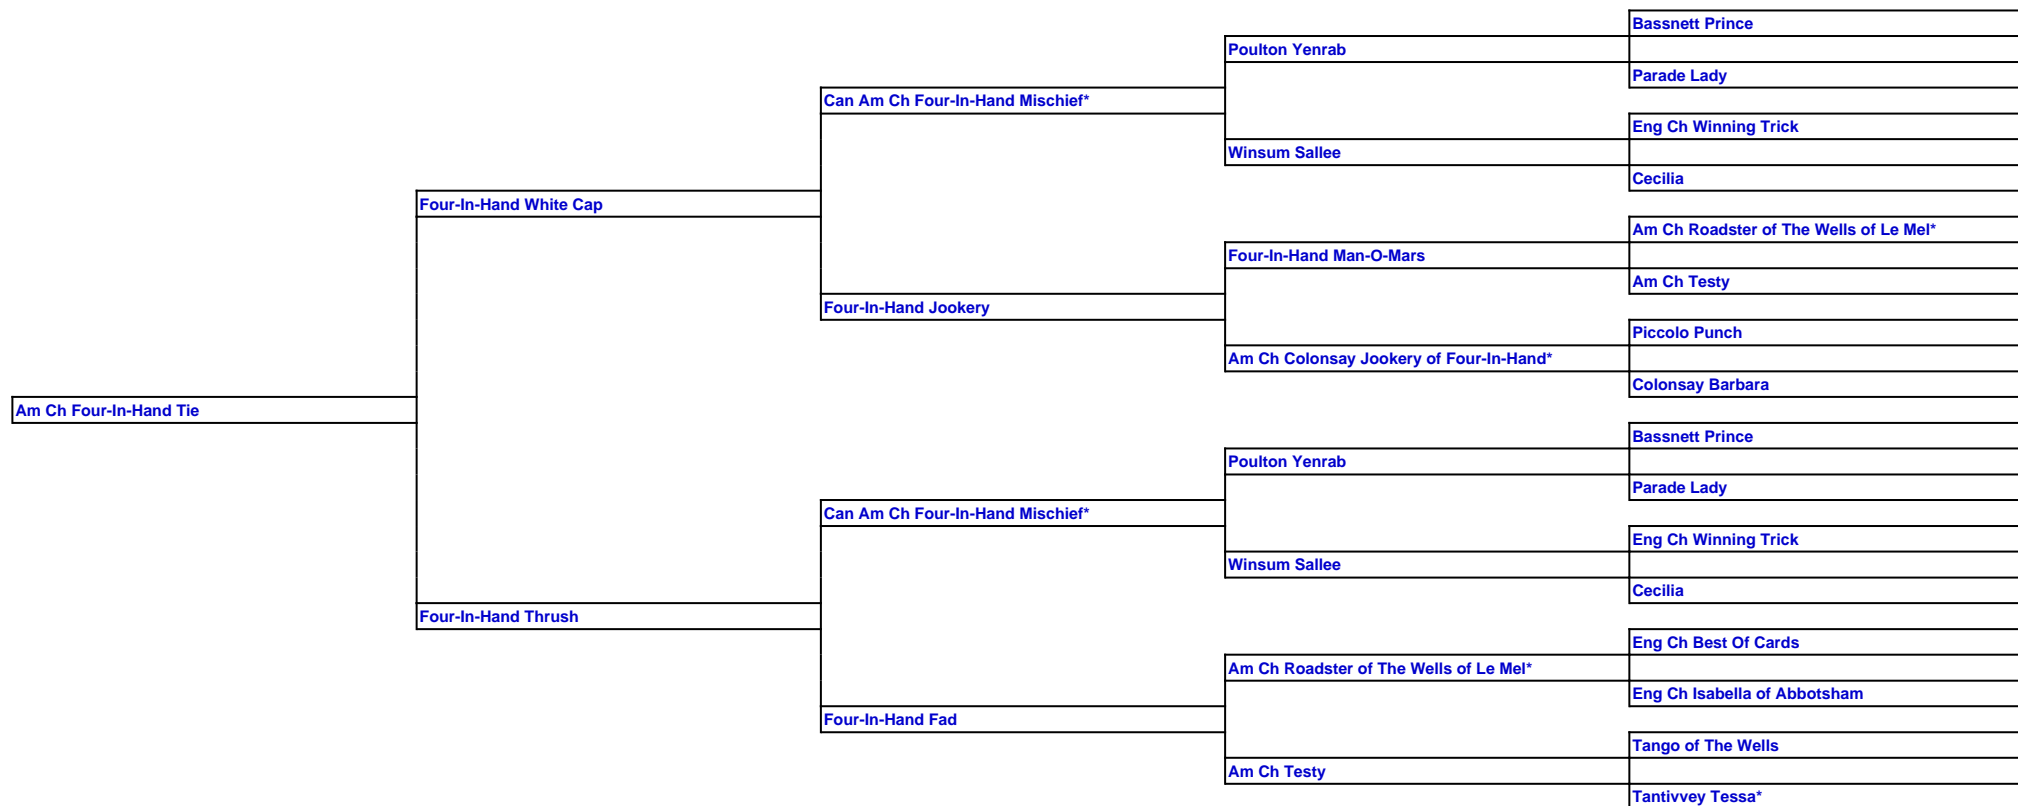 Bassnett Prince
Poulton Yenrab
Parade Lady
Can Am Ch Four-In-Hand Mischief*
Eng Ch Winning Trick
Winsum Sallee
Cecilia
Four-In-Hand White Cap
Am Ch Roadster of The Wells of Le Mel*
Four-In-Hand Man-O-Mars
Am Ch Testy
Four-In-Hand Jookery
Piccolo Punch
Am Ch Colonsay Jookery of Four-In-Hand*
Colonsay Barbara
Am Ch Four-In-Hand Tie
Bassnett Prince
Poulton Yenrab
Parade Lady
Can Am Ch Four-In-Hand Mischief*
Eng Ch Winning Trick
Winsum Sallee
Cecilia
Four-In-Hand Thrush
Eng Ch Best Of Cards
Am Ch Roadster of The Wells of Le Mel*
Eng Ch Isabella of Abbotsham
Four-In-Hand Fad
Tango of The Wells
Am Ch Testy
Tantivvey Tessa*